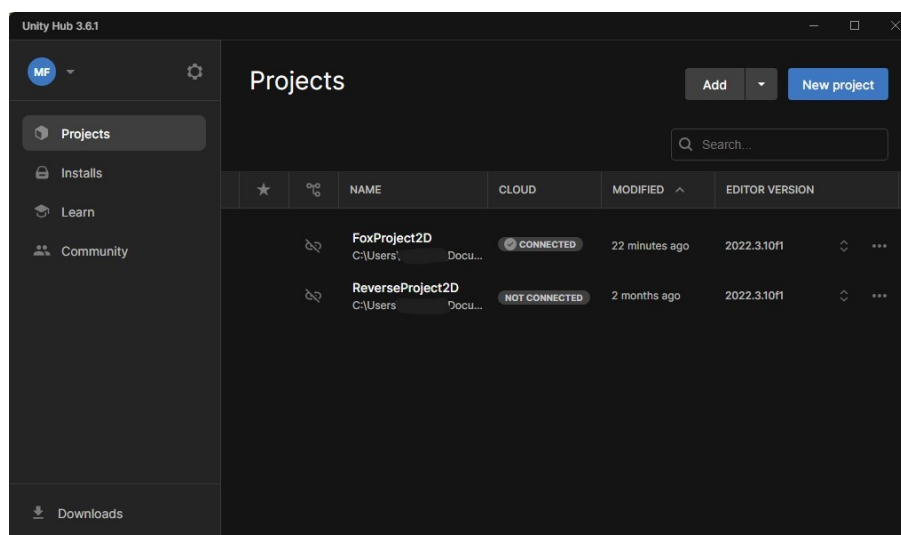 Unity Hub 3.6.1
MF
Projects
Installs
Learn
Community
Downloads
Projects
Add
New project
Search...
NAME CLOUD MODIFIED EDITOR VERSION
FoxProject2D CONNECTED 22 minutes ago 2022.3.10f1
C:\Users\ Docu...
ReverseProject2D NOT CONNECTED 2 months ago 2022.3.10f1
C:\Users Docu...